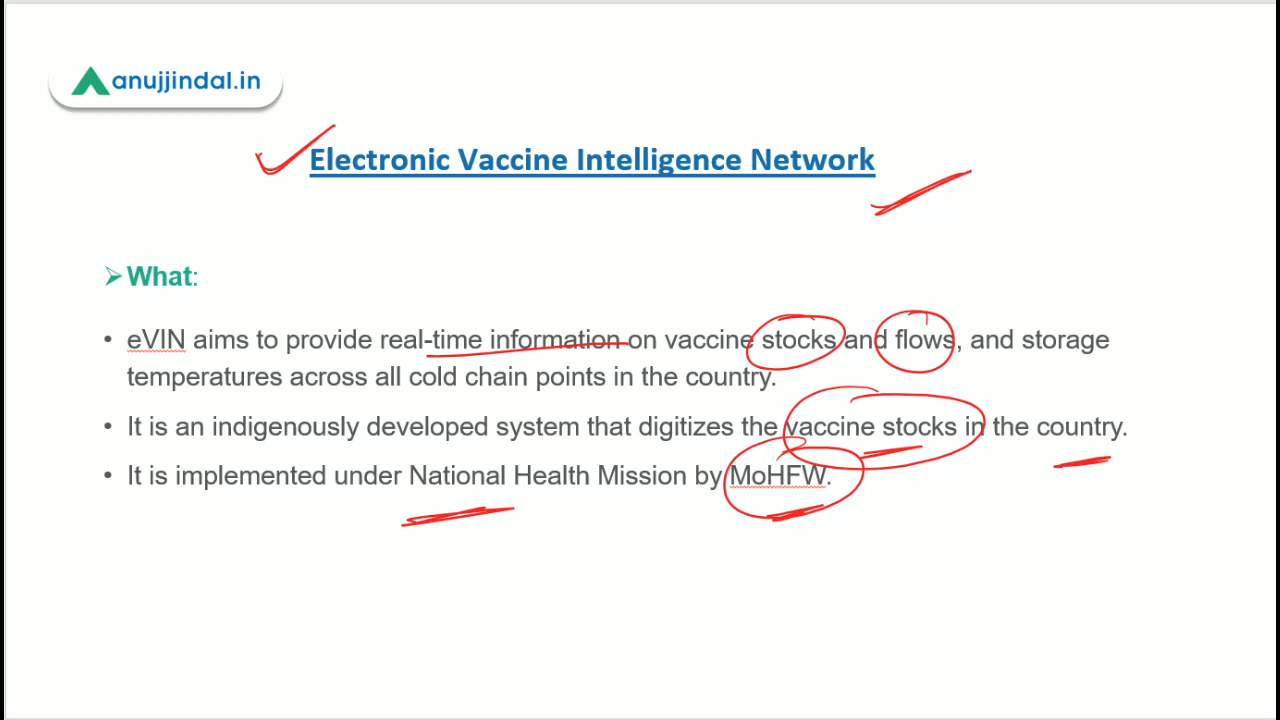 anujjindal.in
Electronic Vaccine Intelligence Network
What:
• eVIN aims to provide real-time information on vaccine stocks and flows, and storage
temperatures across all cold chain points in the country.
• It is an indigenously developed system that digitizes the vaccine stocks in the country.
• It is implemented under National Health Mission by MoHFW.